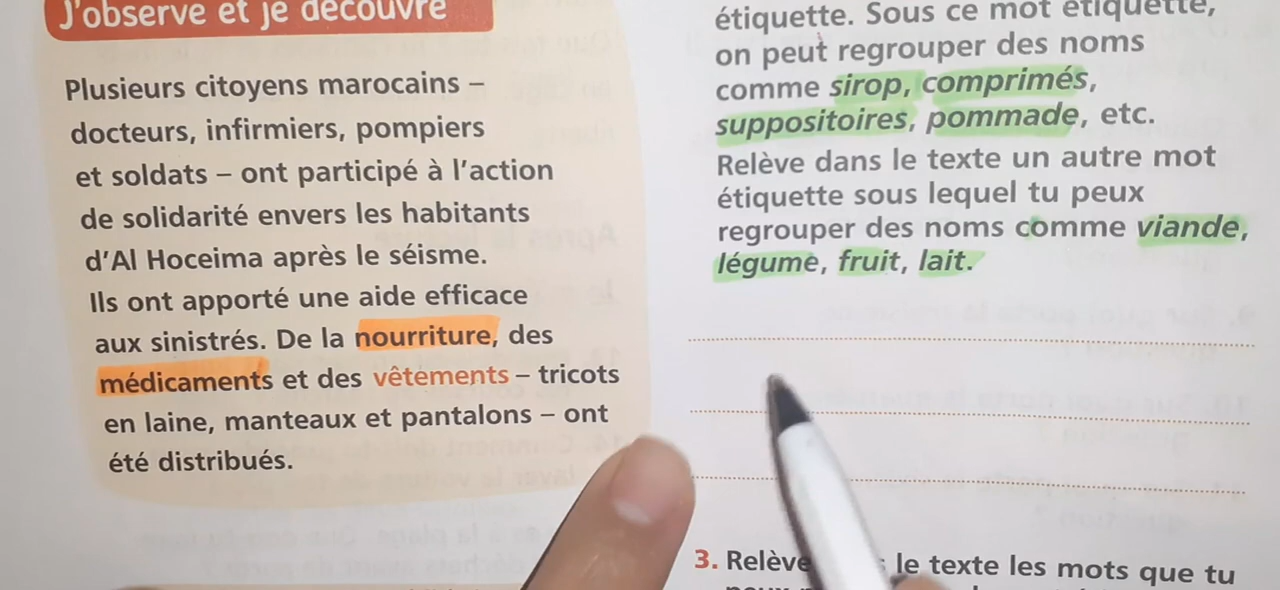 J'observe et je découvre
Plusieurs citoyens marocains –
docteurs, infirmiers, pompiers
et soldats – ont participé à l'action
de solidarité envers les habitants
d'Al Hoceima après le séisme.
Ils ont apporté une aide efficace
aux sinistrés. De la nourriture, des
médicaments et des vêtements – tricots
en laine, manteaux et pantalons – ont
été distribués.
étiquette. Sous ce mot étiquette,
on peut regrouper des noms
comme sirop, comprimés,
suppositoires, pommade, etc.
Relève dans le texte un autre mot
étiquette sous lequel tu peux
regrouper des noms comme viande,
légume, fruit, lait.
3. Relève le texte les mots que tu